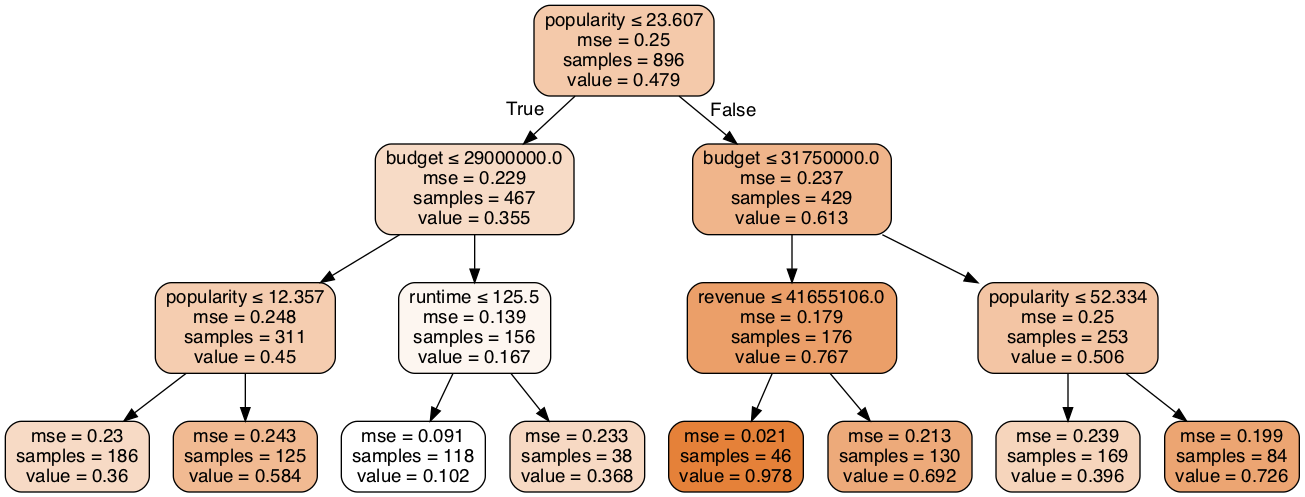 popularity ≤ 23.607
mse = 0.25
samples = 896
value = 0.479
True
False
budget ≤ 29000000.0
mse = 0.229
samples = 467
value = 0.355
budget ≤ 31750000.0
mse = 0.237
samples = 429
value = 0.613
popularity ≤ 12.357
mse = 0.248
samples = 311
value = 0.45
runtime ≤ 125.5
mse = 0.139
samples = 156
value = 0.167
revenue ≤ 41655106.0
mse = 0.179
samples = 176
value = 0.767
popularity ≤ 52.334
mse = 0.25
samples = 253
value = 0.506
mse = 0.23
samples = 186
value = 0.36
mse = 0.243
samples = 125
value = 0.584
mse = 0.091
samples = 118
value = 0.102
mse = 0.233
samples = 38
value = 0.368
mse = 0.021
samples = 46
value = 0.978
mse = 0.213
samples = 130
value = 0.692
mse = 0.239
samples = 169
value = 0.396
mse = 0.199
samples = 84
value = 0.726